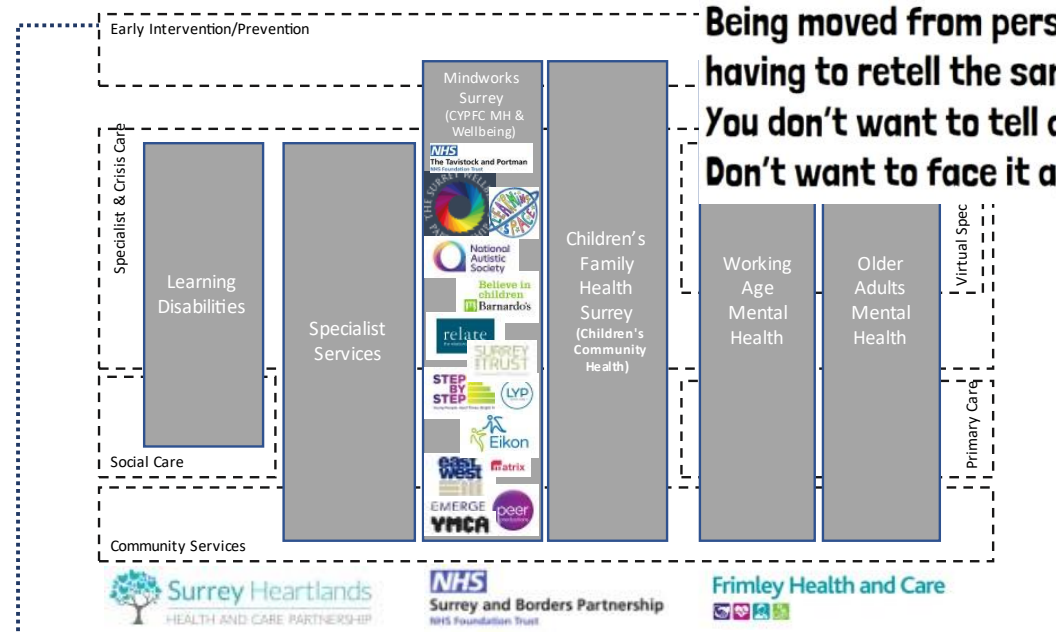 Early Intervention/Prevention
Being moved from pers
having to retell the sar
You don't want to tell
Don't want to face it a
Mindworks
Surrey
(CYPFC MH &
Wellbeing)
NHS
The Tavistock and Portman
NHS Foundation Trust
THE SURREY WELLB
LEARNING
SPACE
National
Autistic
Society
Believe in
children
Barnardo's
relate
SURREY
TRUST
STEP
BY
STEP
LYP
Eikon
east
west
matrix
EMERGE
YMCA
peer
Specialist & Crisis Care
Learning
Disabilities
Specialist
Services
Children's
Family
Health
Surrey
(Children's
Community
Health)
Working
Age
Mental
Health
Older
Adults
Mental
Health
Virtual Spec
Primary Care
Social Care
Community Services
Surrey Heartlands
HEALTH AND CARE PARTNERSHIP
NHS
Surrey and Borders Partnership
NHS Foundation Trust
Frimley Health and Care